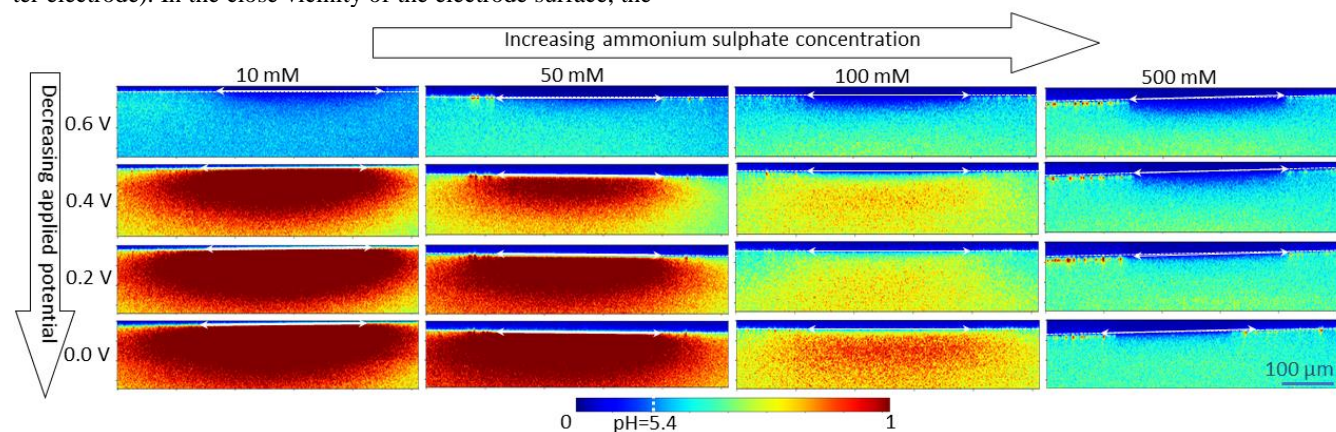 ter electrode). In the close vicinity of the electrode surface, the
Increasing ammonium sulphate concentration
Decreasing applied potential
10 mM 50 mM 100 mM 500 mM
0.6 V
0.4 V
0.2 V
0.0 V
100 µm
0 pH=5.4 1